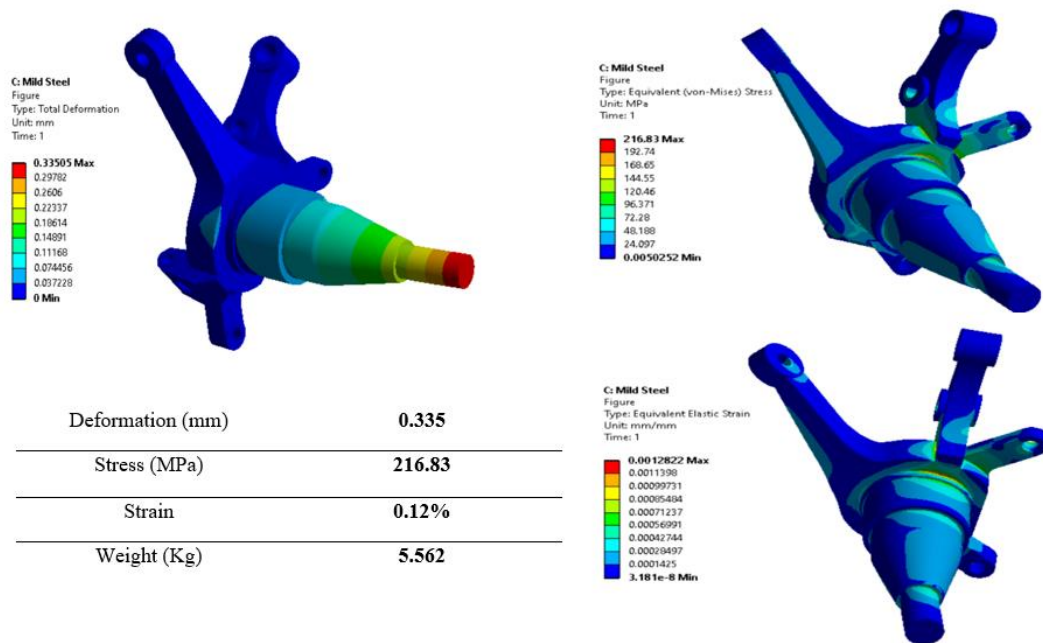 C: Mild Steel
Figure
Type: Total Deformation
Unit: mm
Time: 1
0.33505 Max
0.29782
0.2606
0.22337
0.18614
0.14891
0.11168
0.074456
0.037228
0 Min
C: Mild Steel
Figure
Type: Equivalent (von-Mises) Stress
Unit: MPa
Time: 1
216.83 Max
192.74
168.65
144.55
120.46
96.371
72.28
48.188
24.097
0.0050252 Min
Deformation (mm) 0.335
Stress (MPa) 216.83
Strain 0.12%
Weight (Kg) 5.562
C: Mild Steel
Figure
Type: Equivalent Elastic Strain
Unit: mm/mm
Time: 1
0.0012822 Max
0.0011398
0.00099731
0.00085484
0.00071237
0.00056991
0.00042744
0.00028497
0.0001425
3.181e-8 Min